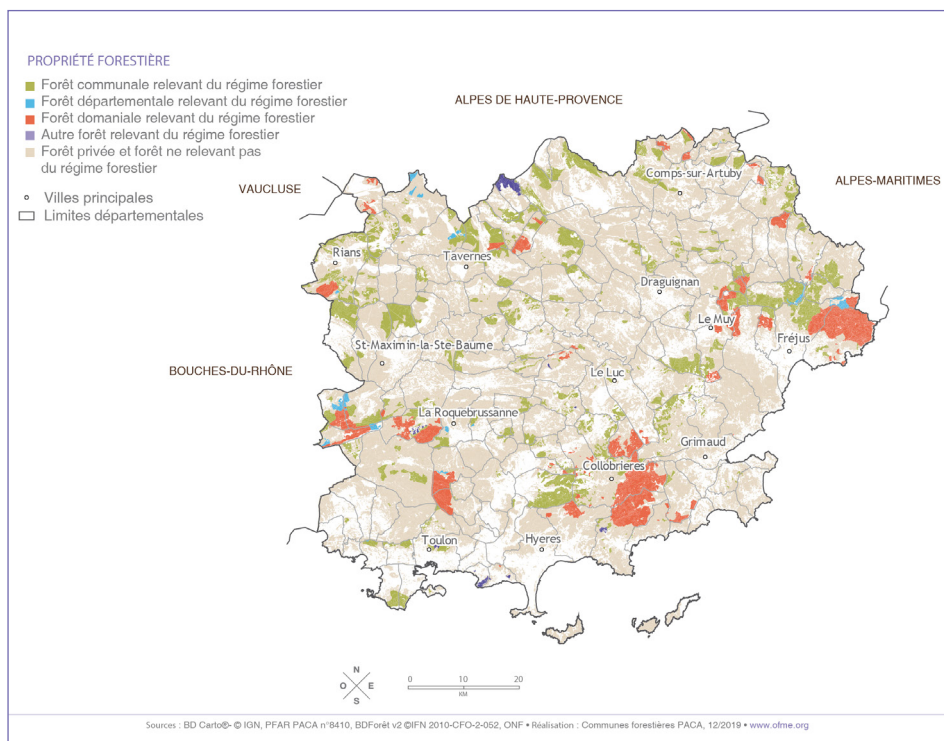 PROPRIÉTÉ FORESTIÈRE
Forêt communale relevant du régime forestier
Forêt départementale relevant du régime forestier
Forêt domaniale relevant du régime forestier
Autre forêt relevant du régime forestier
Forêt privée et forêt ne relevant pas
du régime forestier
Villes principales
Limites départementales
ALPES DE HAUTE-PROVENCE
VAUCLUSE
ALPES-MARITIMES
BOUCHES-DU-RHÔNE
Comps-sur-Artuby
Rians
Tavernes
Draguignan
Le Muy
Fréjus
St-Maximin-la-Ste-Baume
Le Luc
La Roquebrussanne
Grimaud
Collobrières
Toulon
Hyeres
N
O E
S
0 10 20
KM
Sources : BD Carto®- © IGN, PFAR PACA n°8410, BDForêt v2 ©IFN 2010-CFO-2-052, ONF • Réalisation : Communes forestières PACA, 12/2019 • www.ofme.org